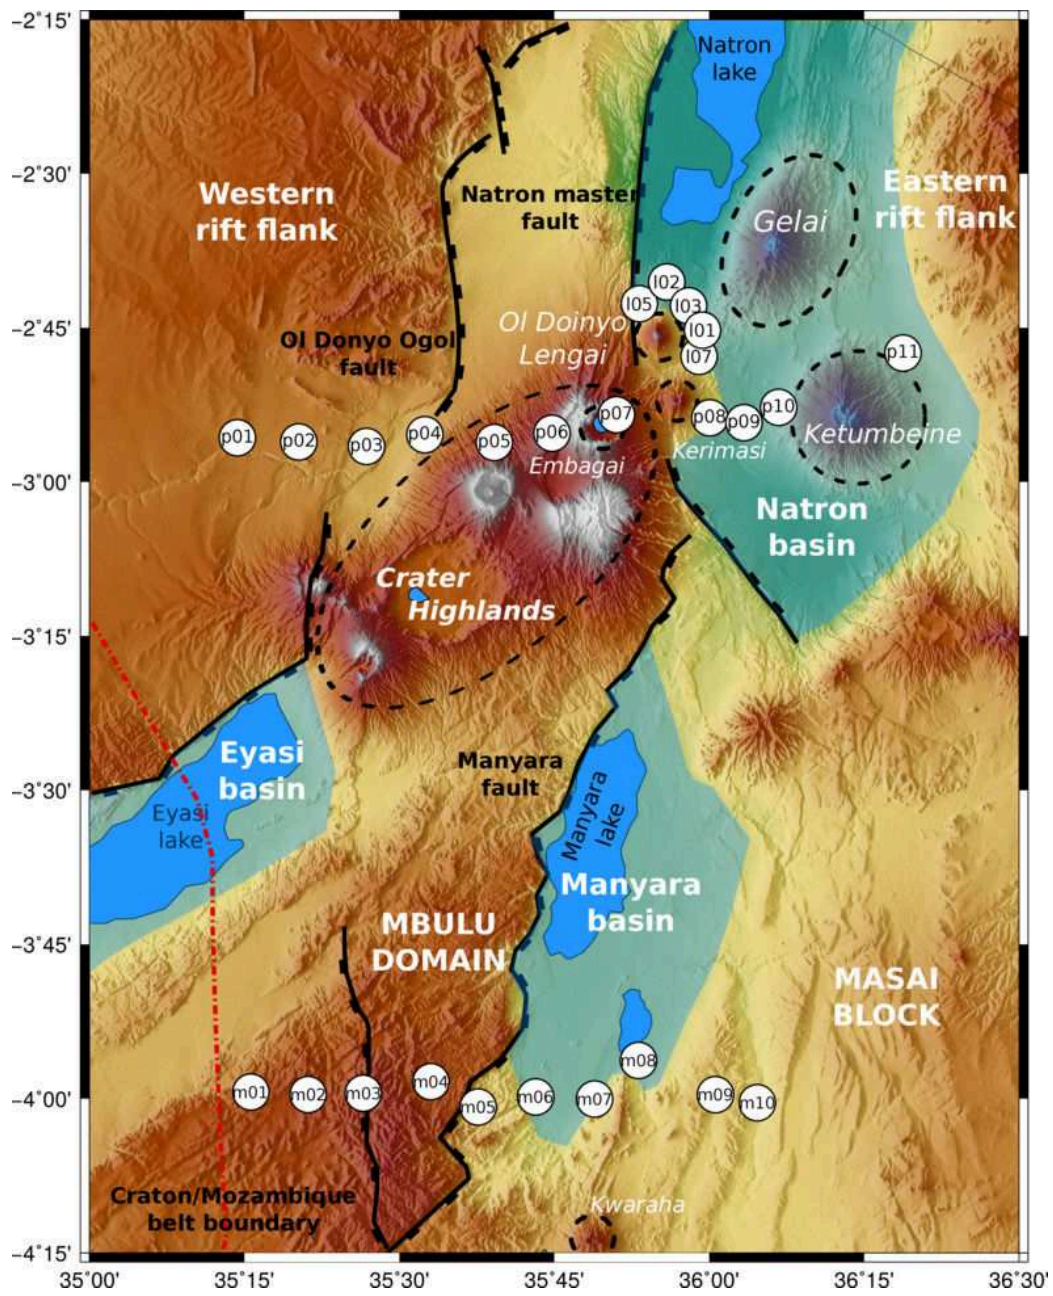 −2°15'
−2°30'
−2°45'
−3°00'
−3°15'
−3°30'
−3°45'
−4°00'
−4°15'
35°00'
35°15'
35°30'
35°45'
36°00'
36°15'
36°30'
Natron
lake
Western
rift flank
Natron master
fault
Eastern
rift flank
Gelai
l02
l05
l03
l01
l07
Ol Doinyo
Lengai
Ol Donyo Ogol
fault
p11
p01
p02
p03
p04
p05
p06
p07
p08
p09
p10
Embagai
Kerimasi
Ketumbeine
Natron
basin
Crater
Highlands
Eyasi
basin
Eyasi
lake
Manyara
fault
Manyara
lake
Manyara
basin
MBULU
DOMAIN
MASAI
BLOCK
m01
m02
m03
m04
m05
m06
m07
m08
m09
m10
Craton/Mozambique
belt boundary
Kwaraha